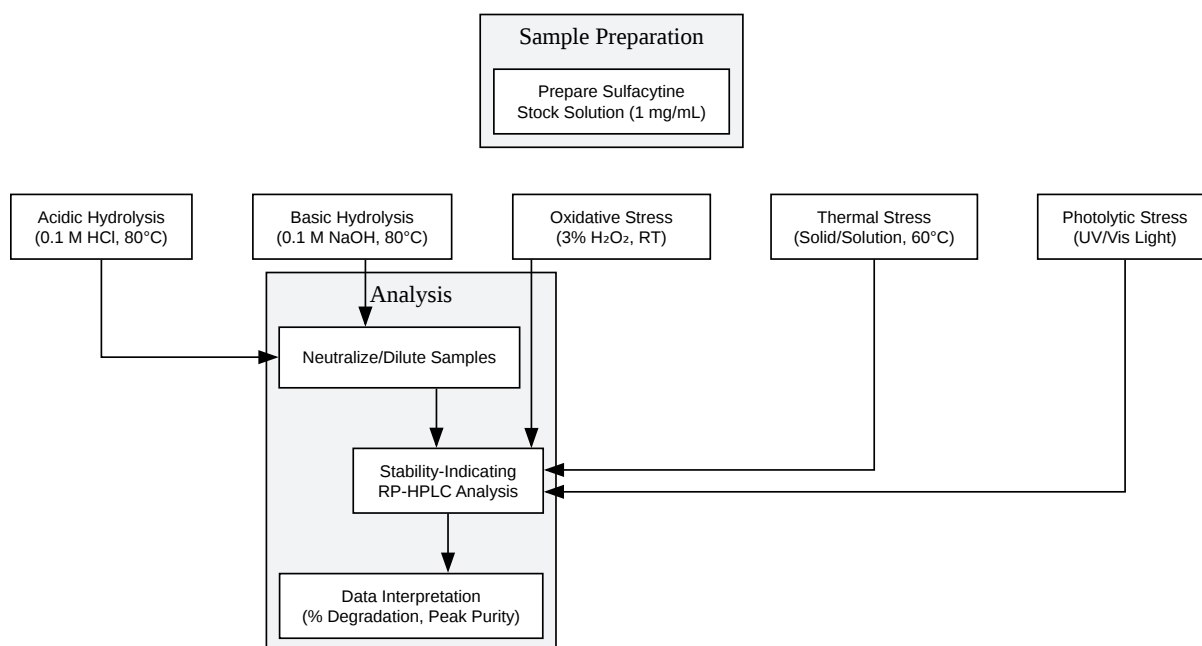 Sample Preparation
Prepare Sulfacytine
Stock Solution (1 mg/mL)
Acidic Hydrolysis
(0.1 M HCl, 80°C)
Basic Hydrolysis
(0.1 M NaOH, 80°C)
Oxidative Stress
(3% H₂O₂, RT)
Thermal Stress
(Solid/Solution, 60°C)
Photolytic Stress
(UV/Vis Light)
Analysis
Neutralize/Dilute Samples
Stability-Indicating
RP-HPLC Analysis
Data Interpretation
(% Degradation, Peak Purity)